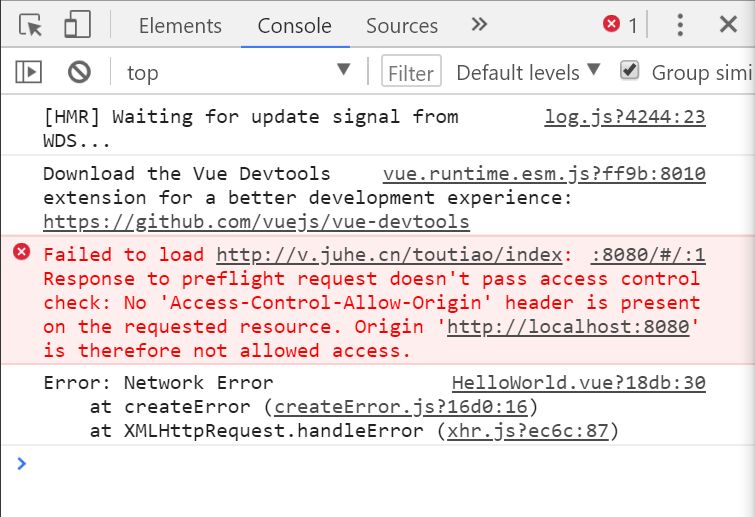 Elements Console Sources 1
top Filter Default levels Group simi
[HMR] Waiting for update signal from log.js?4244:23
WDS...
Download the Vue Devtools vue.runtime.esm.js?ff9b:8010
extension for a better development experience:
https://github.com/vuejs/vue-devtools
Failed to load http://v.juhe.cn/toutiao/index: :8080/#/:1
Response to preflight request doesn't pass access control
check: No 'Access-Control-Allow-Origin' header is present
on the requested resource. Origin 'http://localhost:8080'
is therefore not allowed access.
Error: Network Error HelloWorld.vue?18db:30
at createError (createError.js?16d0:16)
at XMLHttpRequest.handleError (xhr.js?ec6c:87)